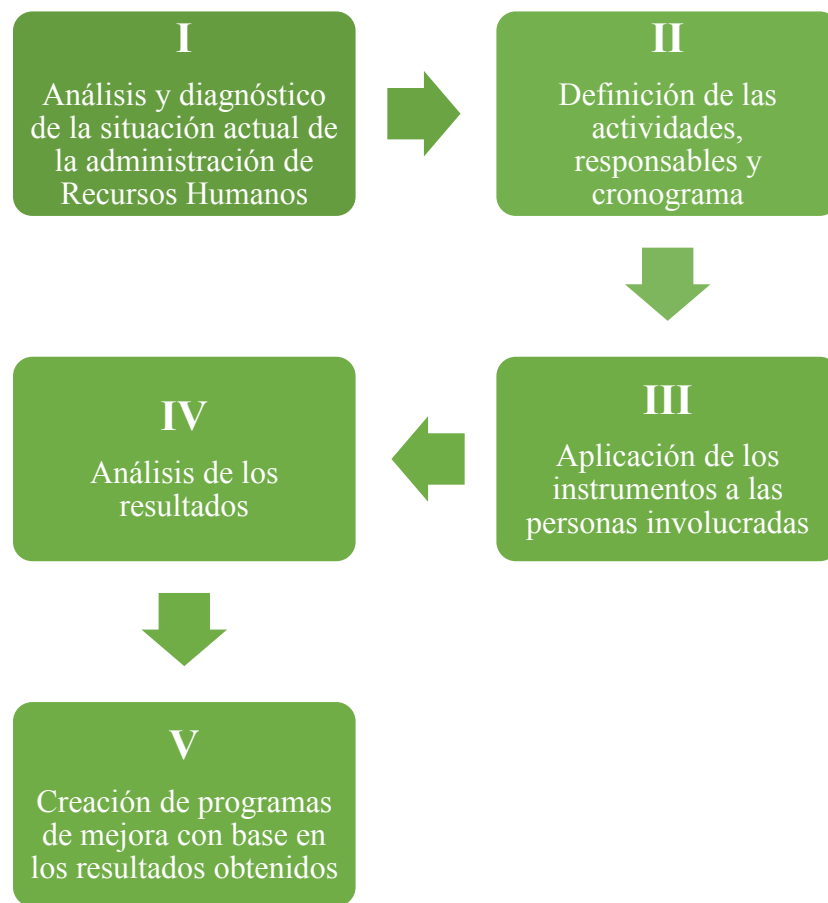 I
Análisis y diagnóstico
de la situación actual de
la administración de
Recursos Humanos
II
Definición de las
actividades,
responsables y
cronograma
III
Aplicación de los
instrumentos a las
personas involucradas
IV
Análisis de los
resultados
V
Creación de programas
de mejora con base en
los resultados obtenidos